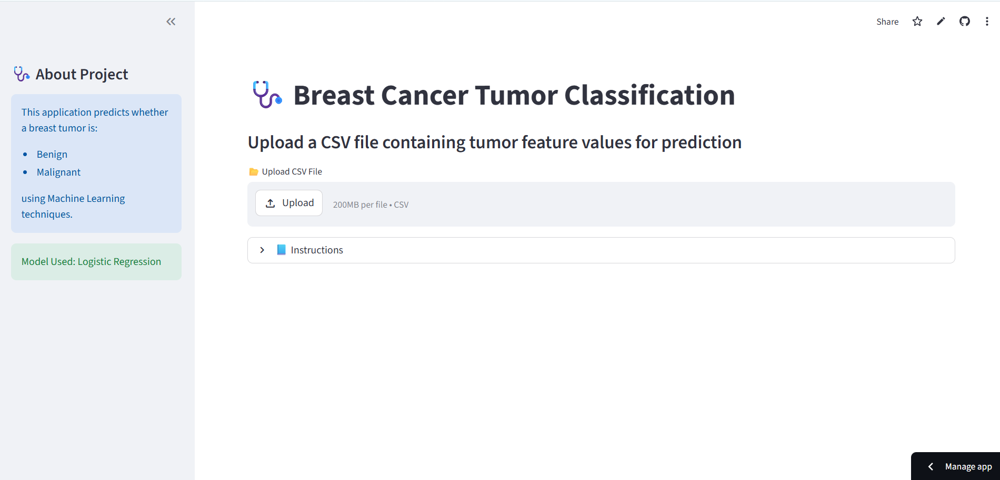 Share
About Project
This application predicts whether
a breast tumor is:
• Benign
• Malignant
using Machine Learning
techniques.
Model Used: Logistic Regression
Breast Cancer Tumor Classification
Upload a CSV file containing tumor feature values for prediction
Upload CSV File
Upload
200MB per file • CSV
Instructions
Manage app